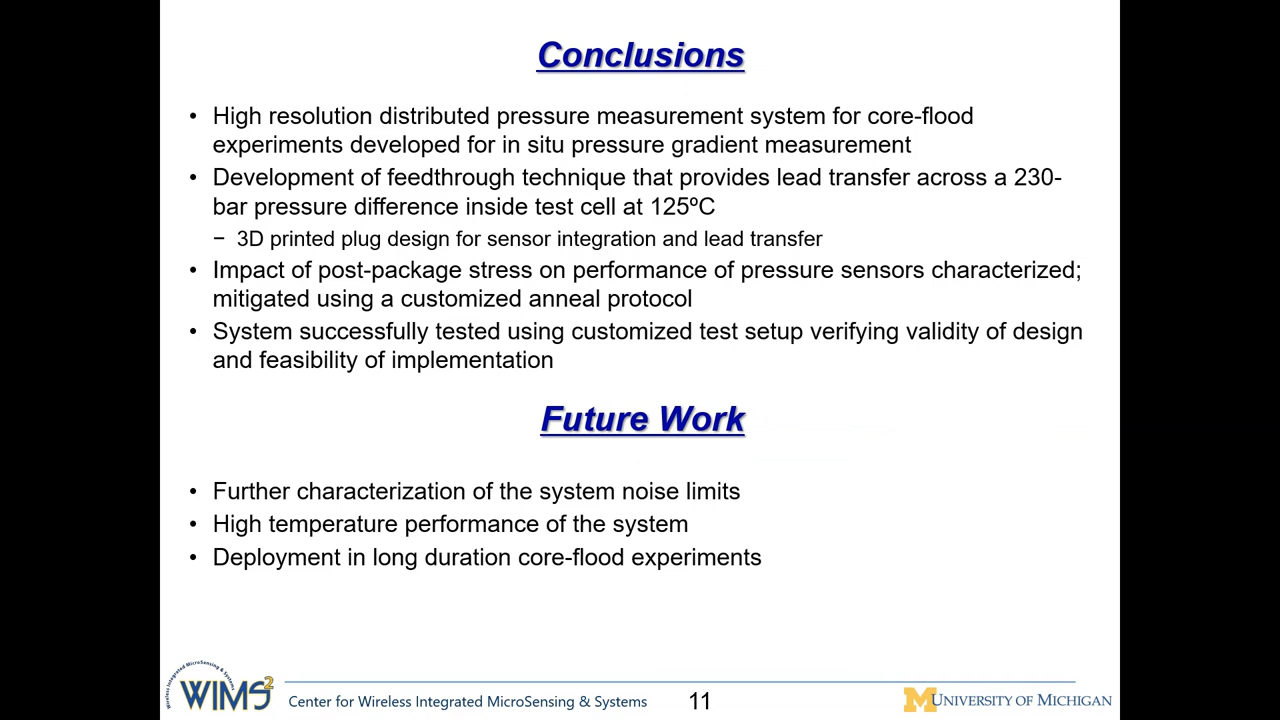 Conclusions
• High resolution distributed pressure measurement system for core-flood
experiments developed for in situ pressure gradient measurement
• Development of feedthrough technique that provides lead transfer across a 230-
bar pressure difference inside test cell at 125ºC
− 3D printed plug design for sensor integration and lead transfer
• Impact of post-package stress on performance of pressure sensors characterized;
mitigated using a customized anneal protocol
• System successfully tested using customized test setup verifying validity of design
and feasibility of implementation
Future Work
• Further characterization of the system noise limits
• High temperature performance of the system
• Deployment in long duration core-flood experiments
Wireless Integrated MicroSensing & Systems
WIMS2
Center for Wireless Integrated MicroSensing & Systems
11
M UNIVERSITY OF MICHIGAN